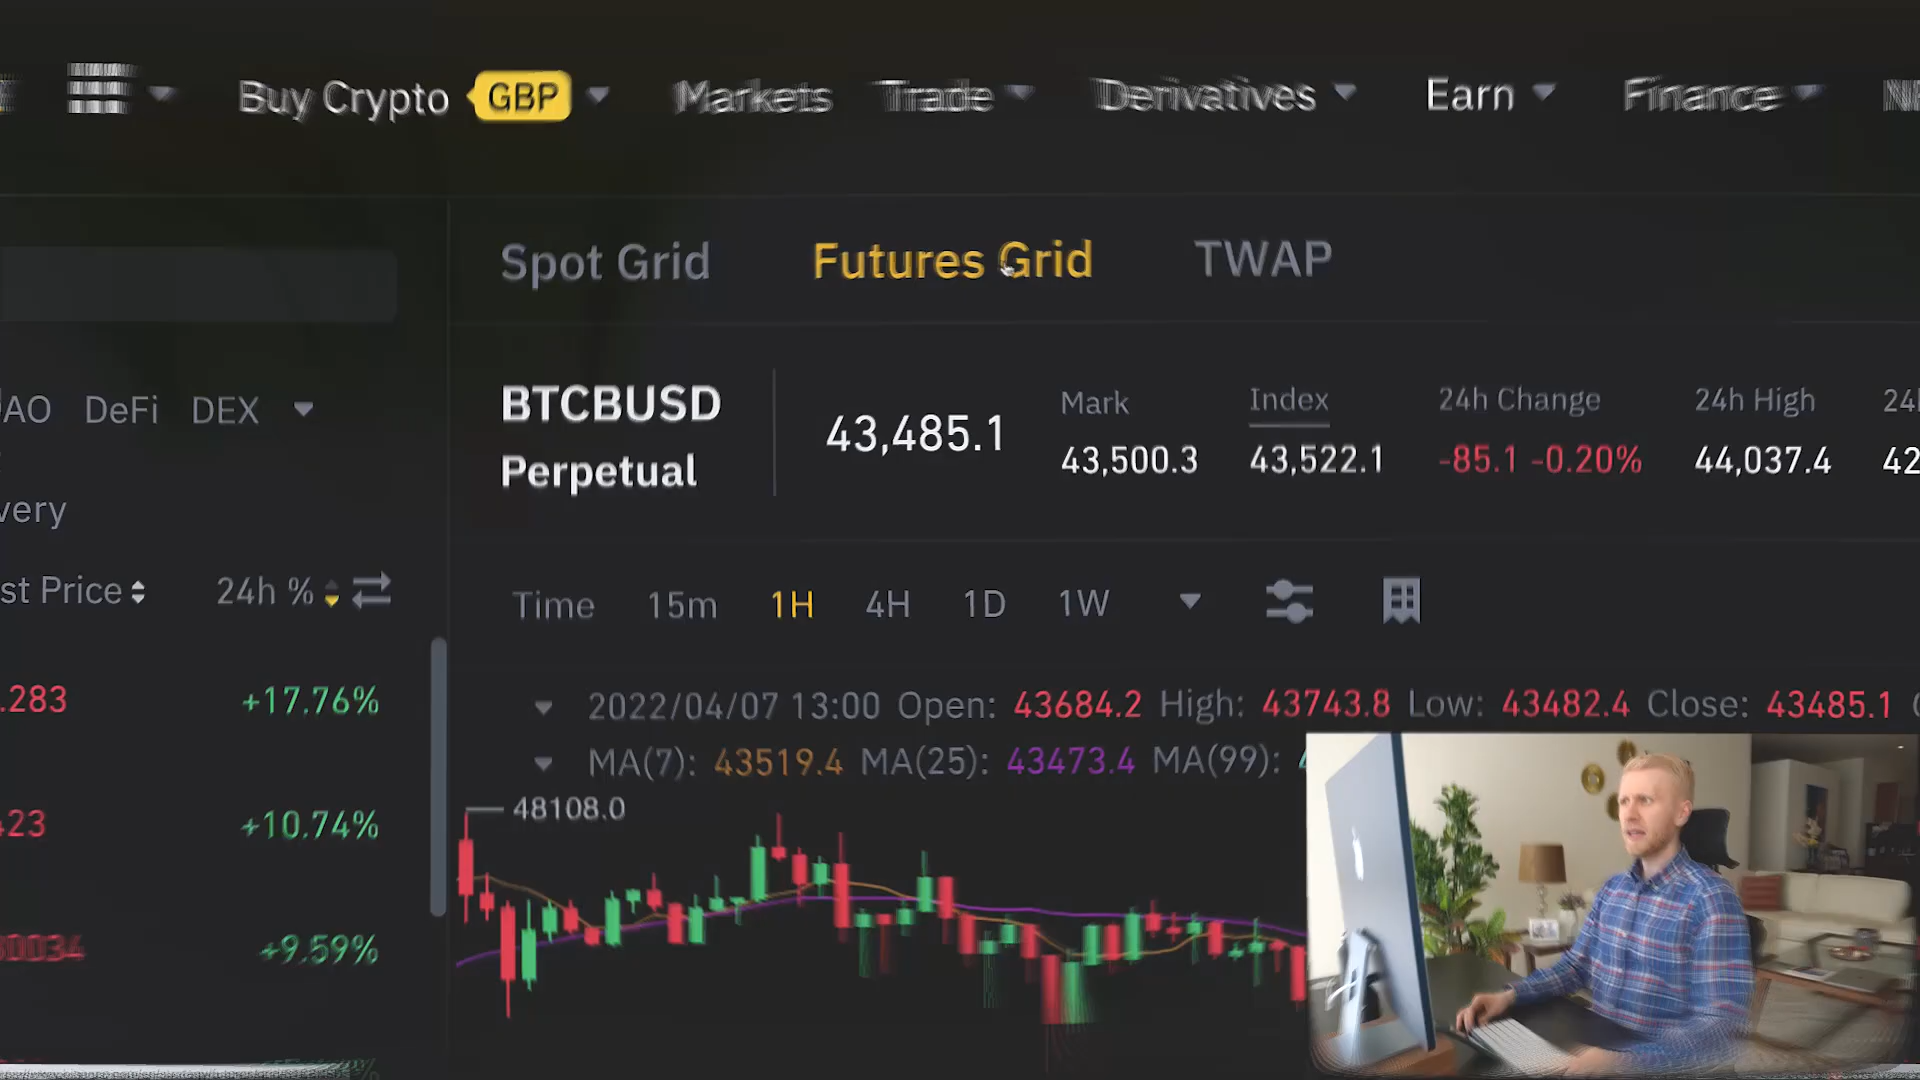 Buy Crypto GBP Markets Trade Derivatives Earn Finance
Spot Grid Futures Grid TWAP
BTCBUSD
Perpetual
43,485.1
Mark Index 24h Change 24h High
43,500.3 43,522.1 -85.1 -0.20% 44,037.4
DeFi DEX
st Price 24h %
Time 15m 1H 4H 1D 1W
2022/04/07 13:00 Open: 43684.2 High: 43743.8 Low: 43482.4 Close: 43485.1
MA(7): 43519.4 MA(25): 43473.4 MA(99):
48108.0
.283 +17.76%
+10.74%
+9.59%